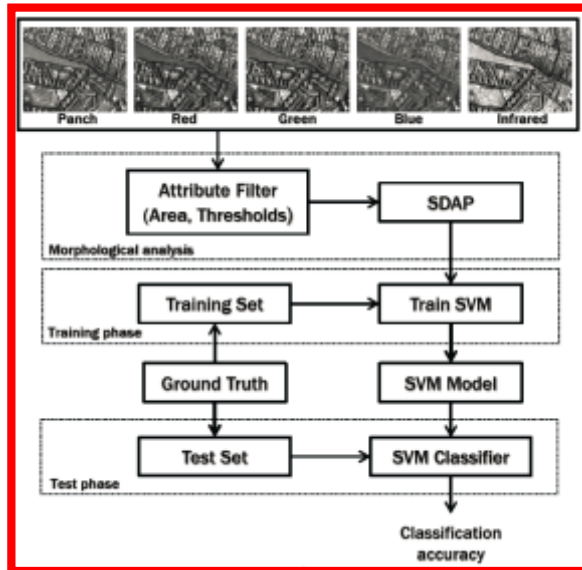 Panch Red Green Blue Infrared
Attribute Filter
(Area, Thresholds)
SDAP
Morphological analysis
Training Set
Train SVM
Training phase
Ground Truth
SVM Model
Test Set
SVM Classifier
Test phase
Classification
accuracy